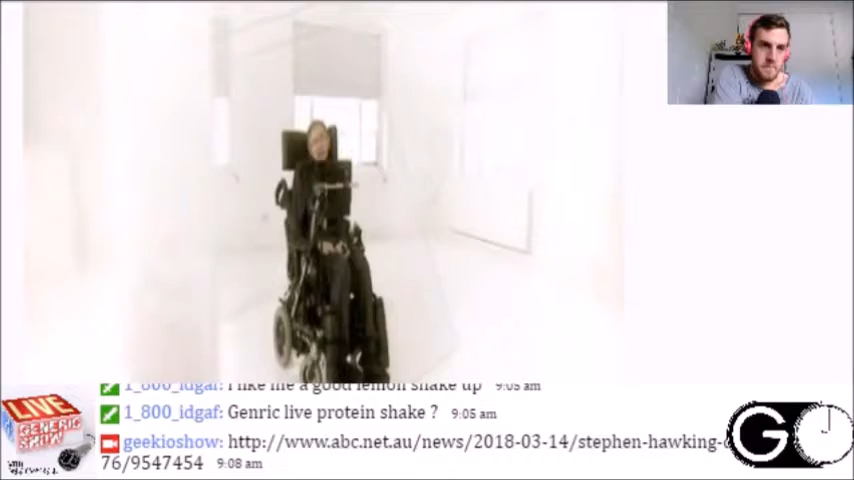 LIVE
GENERIC
SHOW
1_800_idgaf: I like me a good lemon shake up 9:05 am
1_800_idgaf: Genric live protein shake ? 9:05 am
geekioshow: http://www.abc.net.au/news/2018-03-14/stephen-hawking-
76/9547454 9:08 am
G